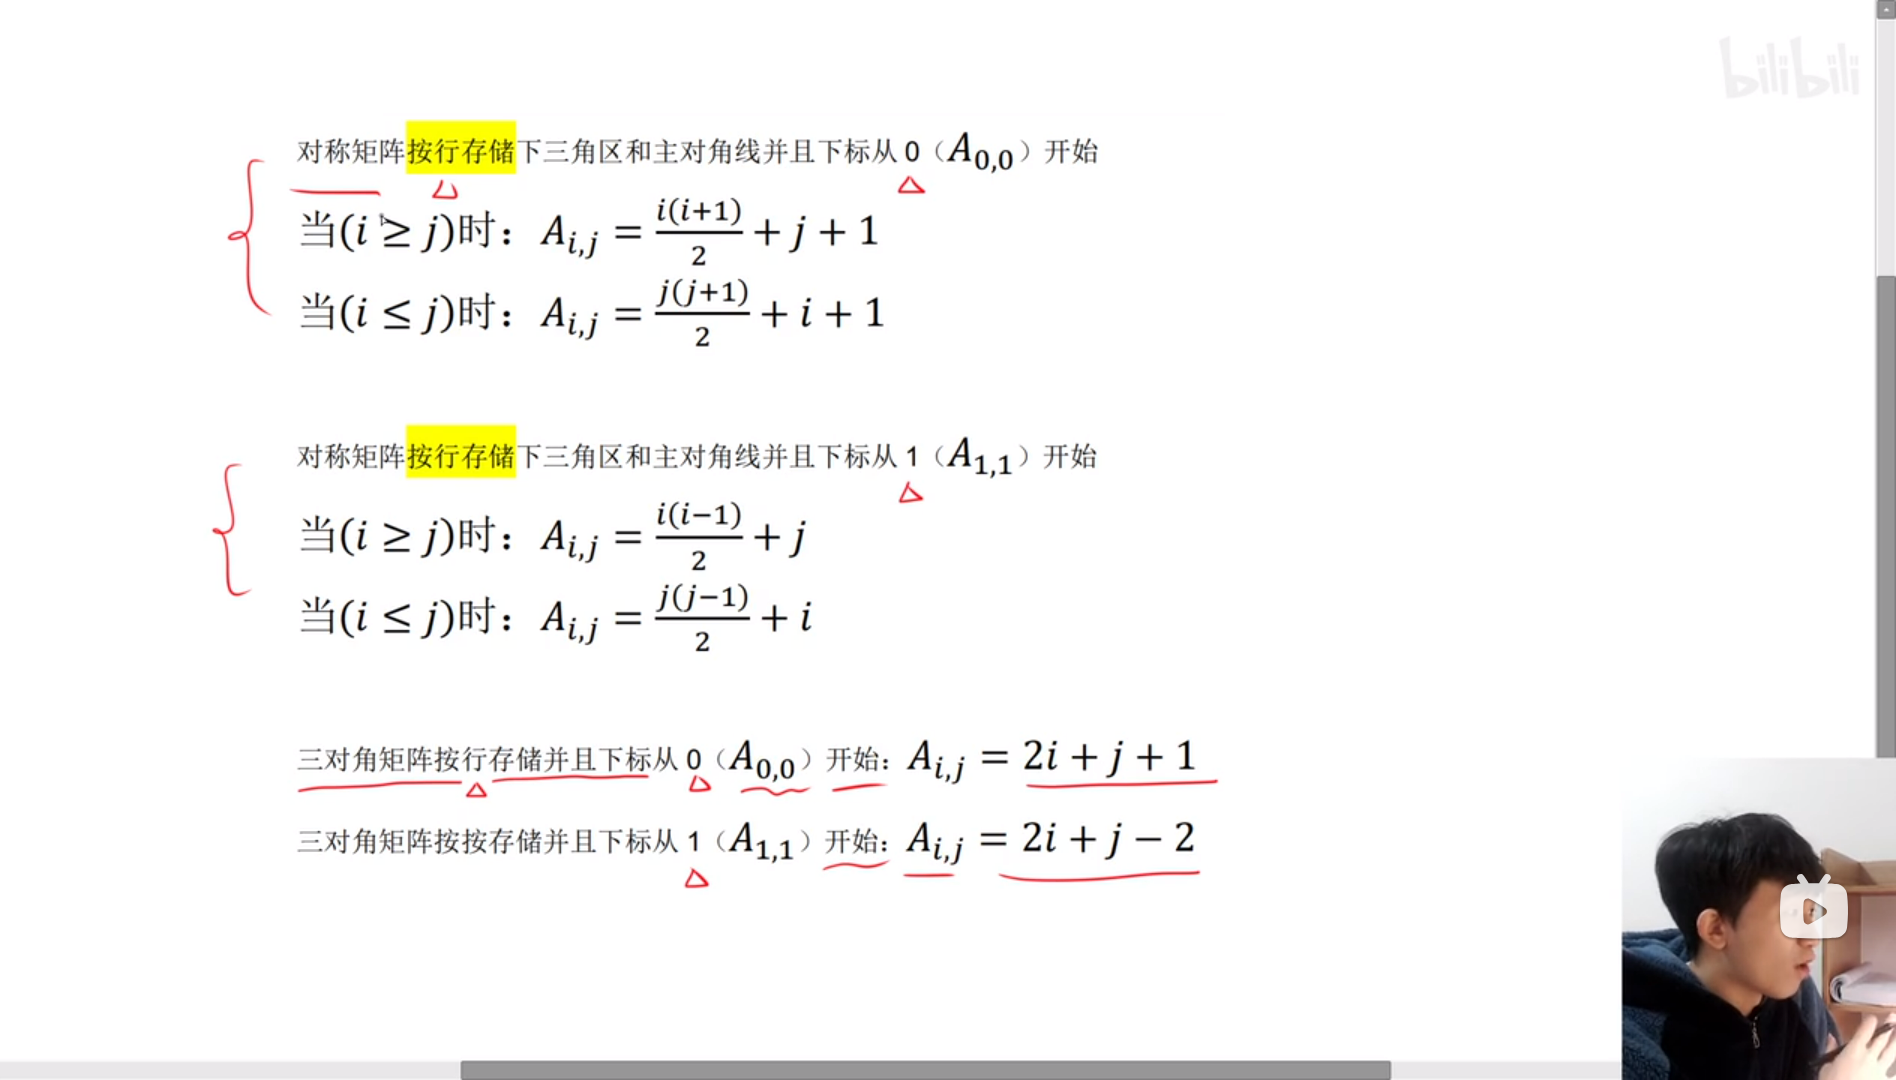 bilibili
对称矩阵按行存储下三角区和主对角线并且下标从 0（A_{0,0}）开始
当(i ≥ j)时：A_{i,j} = \frac{i(i+1)}{2} + j + 1
当(i ≤ j)时：A_{i,j} = \frac{j(j+1)}{2} + i + 1
对称矩阵按行存储下三角区和主对角线并且下标从 1（A_{1,1}）开始
当(i ≥ j)时：A_{i,j} = \frac{i(i−1)}{2} + j
当(i ≤ j)时：A_{i,j} = \frac{j(j−1)}{2} + i
三对角矩阵按行存储并且下标从 0（A_{0,0}）开始：A_{i,j} = 2i + j + 1
三对角矩阵按按存储并且下标从 1（A_{1,1}）开始：A_{i,j} = 2i + j − 2